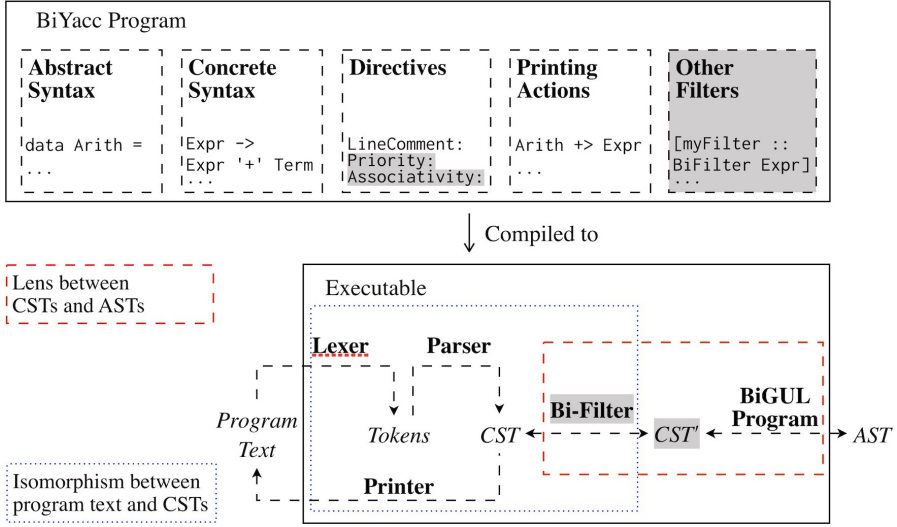 BiYacc Program
Abstract
Syntax
data Arith =
...
Concrete
Syntax
Expr ->
Expr '+' Term
...
Directives
LineComment:
Priority:
Associativity:
Printing
Actions
Arith +> Expr
...
Other
Filters
[myFilter ::
BiFilter Expr]
...
Compiled to
Lens between
CSTs and ASTs
Executable
Lexer
Parser
Program
Text
Tokens
CST
Bi-Filter
CST'
BiGUL
Program
AST
Printer
Isomorphism between
program text and CSTs